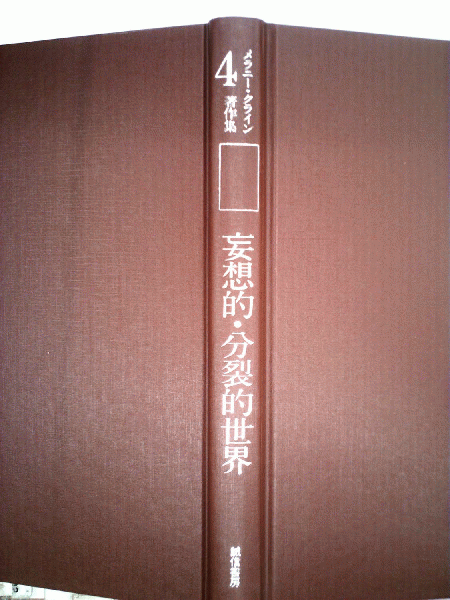 メラニー・クライン
4 著作集
妄想的・分裂的世界
誠信書房